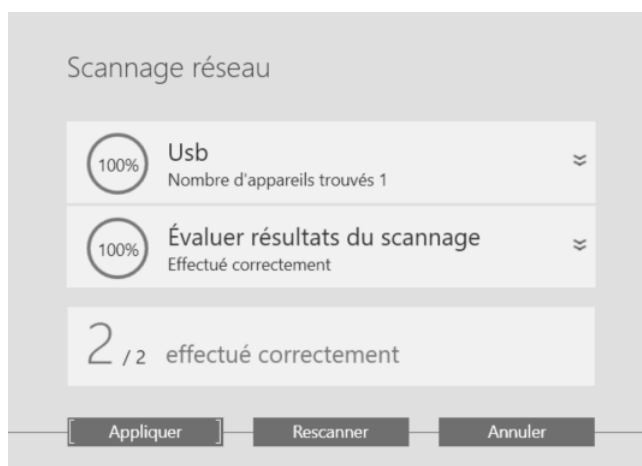 Scannage réseau
100%
Usb
Nombre d'appareils trouvés 1
100%
Évaluer résultats du scannage
Effectué correctement
2 / 2 effectué correctement
Appliquer Rescanner Annuler